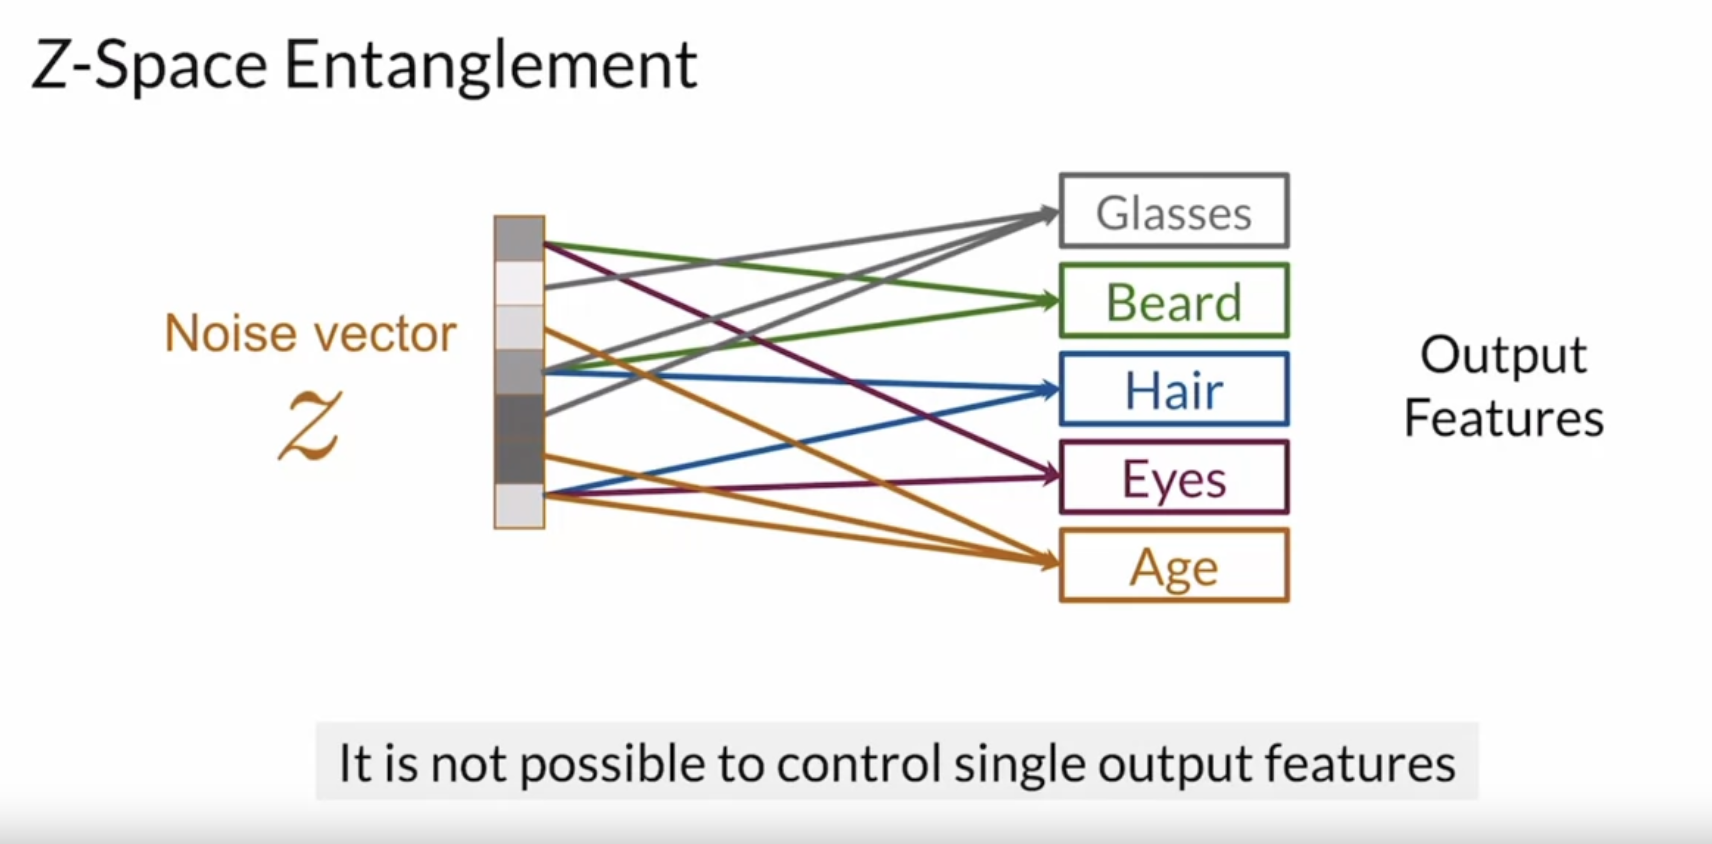 Z-Space Entanglement
Noise vector
z
Glasses
Beard
Hair
Eyes
Age
Output
Features
It is not possible to control single output features